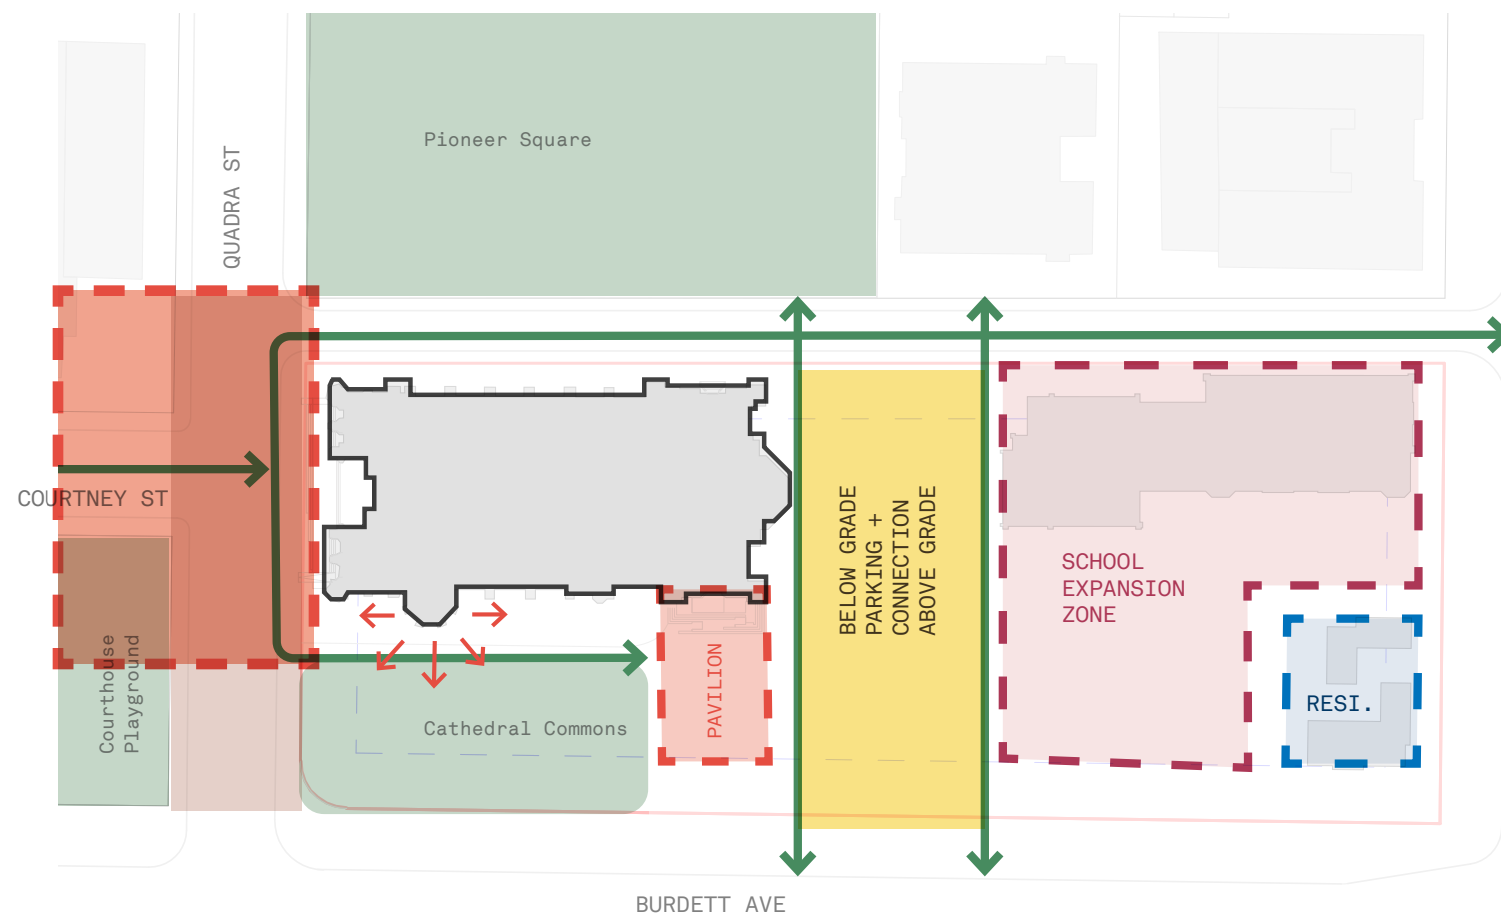 Pioneer Square
QUADRA ST
COURTNEY ST
BELOW GRADE
PARKING +
CONNECTION
ABOVE GRADE
SCHOOL
EXPANSION
ZONE
Courthouse
Playground
PAVILION
RESI.
Cathedral Commons
BURDETT AVE